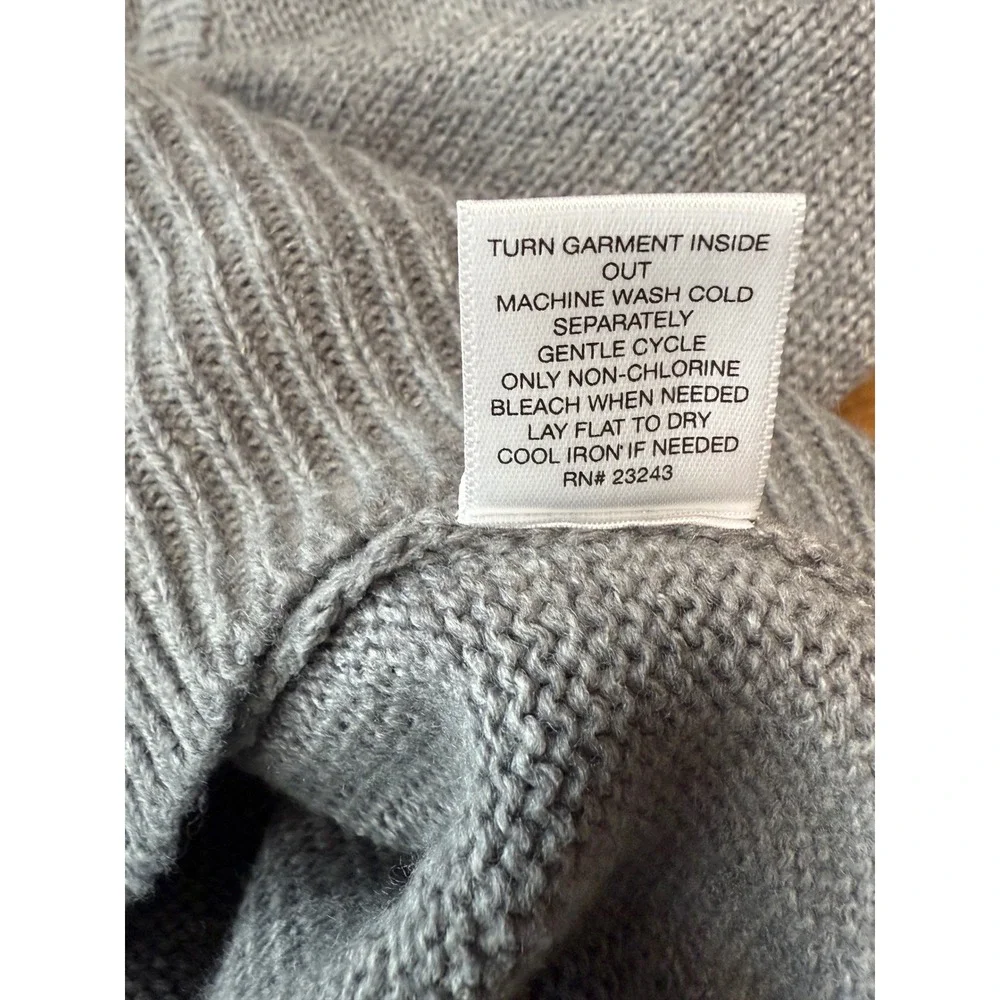 TURN GARMENT INSIDE
OUT
MACHINE WASH COLD
SEPARATELY
GENTLE CYCLE
ONLY NON-CHLORINE
BLEACH WHEN NEEDED
LAY FLAT TO DRY
COOL IRON IF NEEDED
RN# 23243